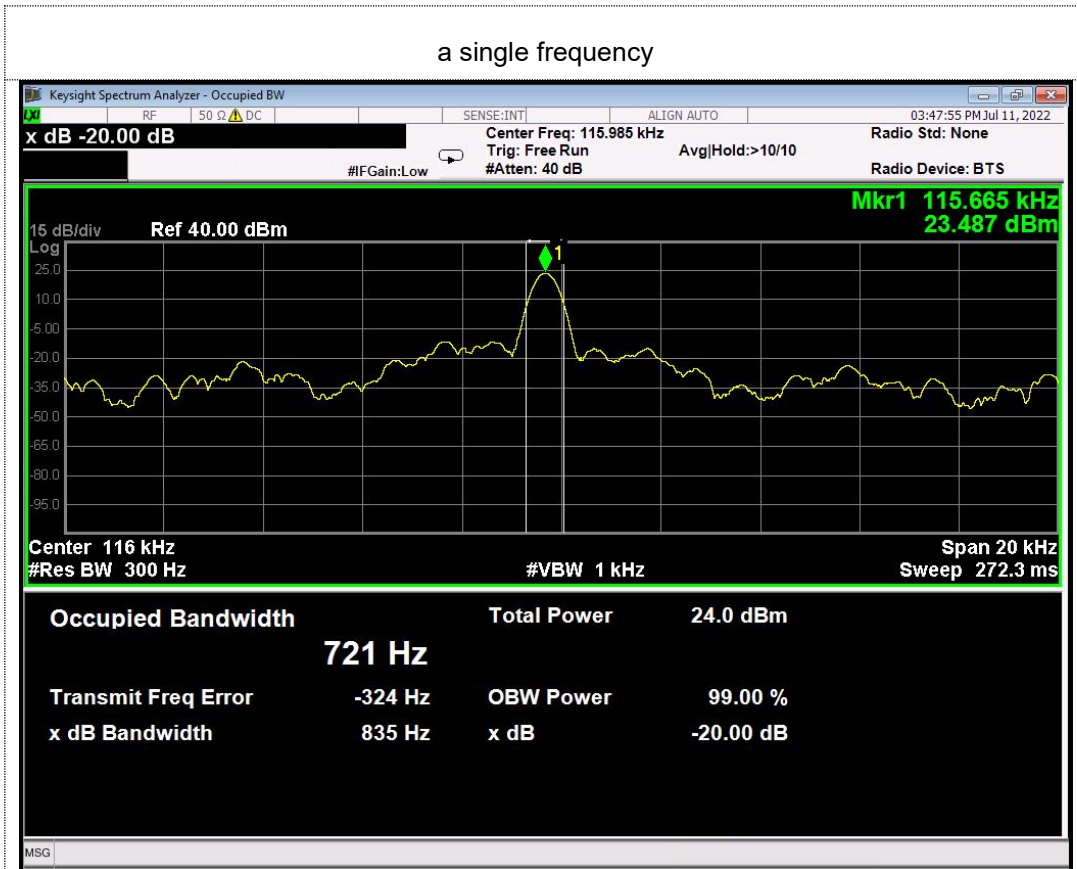 a single frequency
Keysight Spectrum Analyzer - Occupied BW
LXI RF 50 Ω DC SENSE:INT ALIGN AUTO 03:47:55 PM Jul 11, 2022
x dB -20.00 dB Center Freq: 115.985 kHz Radio Std: None
Trig: Free Run Avg|Hold:>10/10
#IFGain:Low #Atten: 40 dB Radio Device: BTS
Mkr1 115.665 kHz
15 dB/div Ref 40.00 dBm 23.487 dBm
Log
1
25.0
10.0
-5.00
-20.0
-35.0
-50.0
-65.0
-80.0
-95.0
Center 116 kHz Span 20 kHz
#Res BW 300 Hz #VBW 1 kHz Sweep 272.3 ms
Occupied Bandwidth Total Power 24.0 dBm
721 Hz
Transmit Freq Error -324 Hz OBW Power 99.00 %
x dB Bandwidth 835 Hz x dB -20.00 dB
MSG